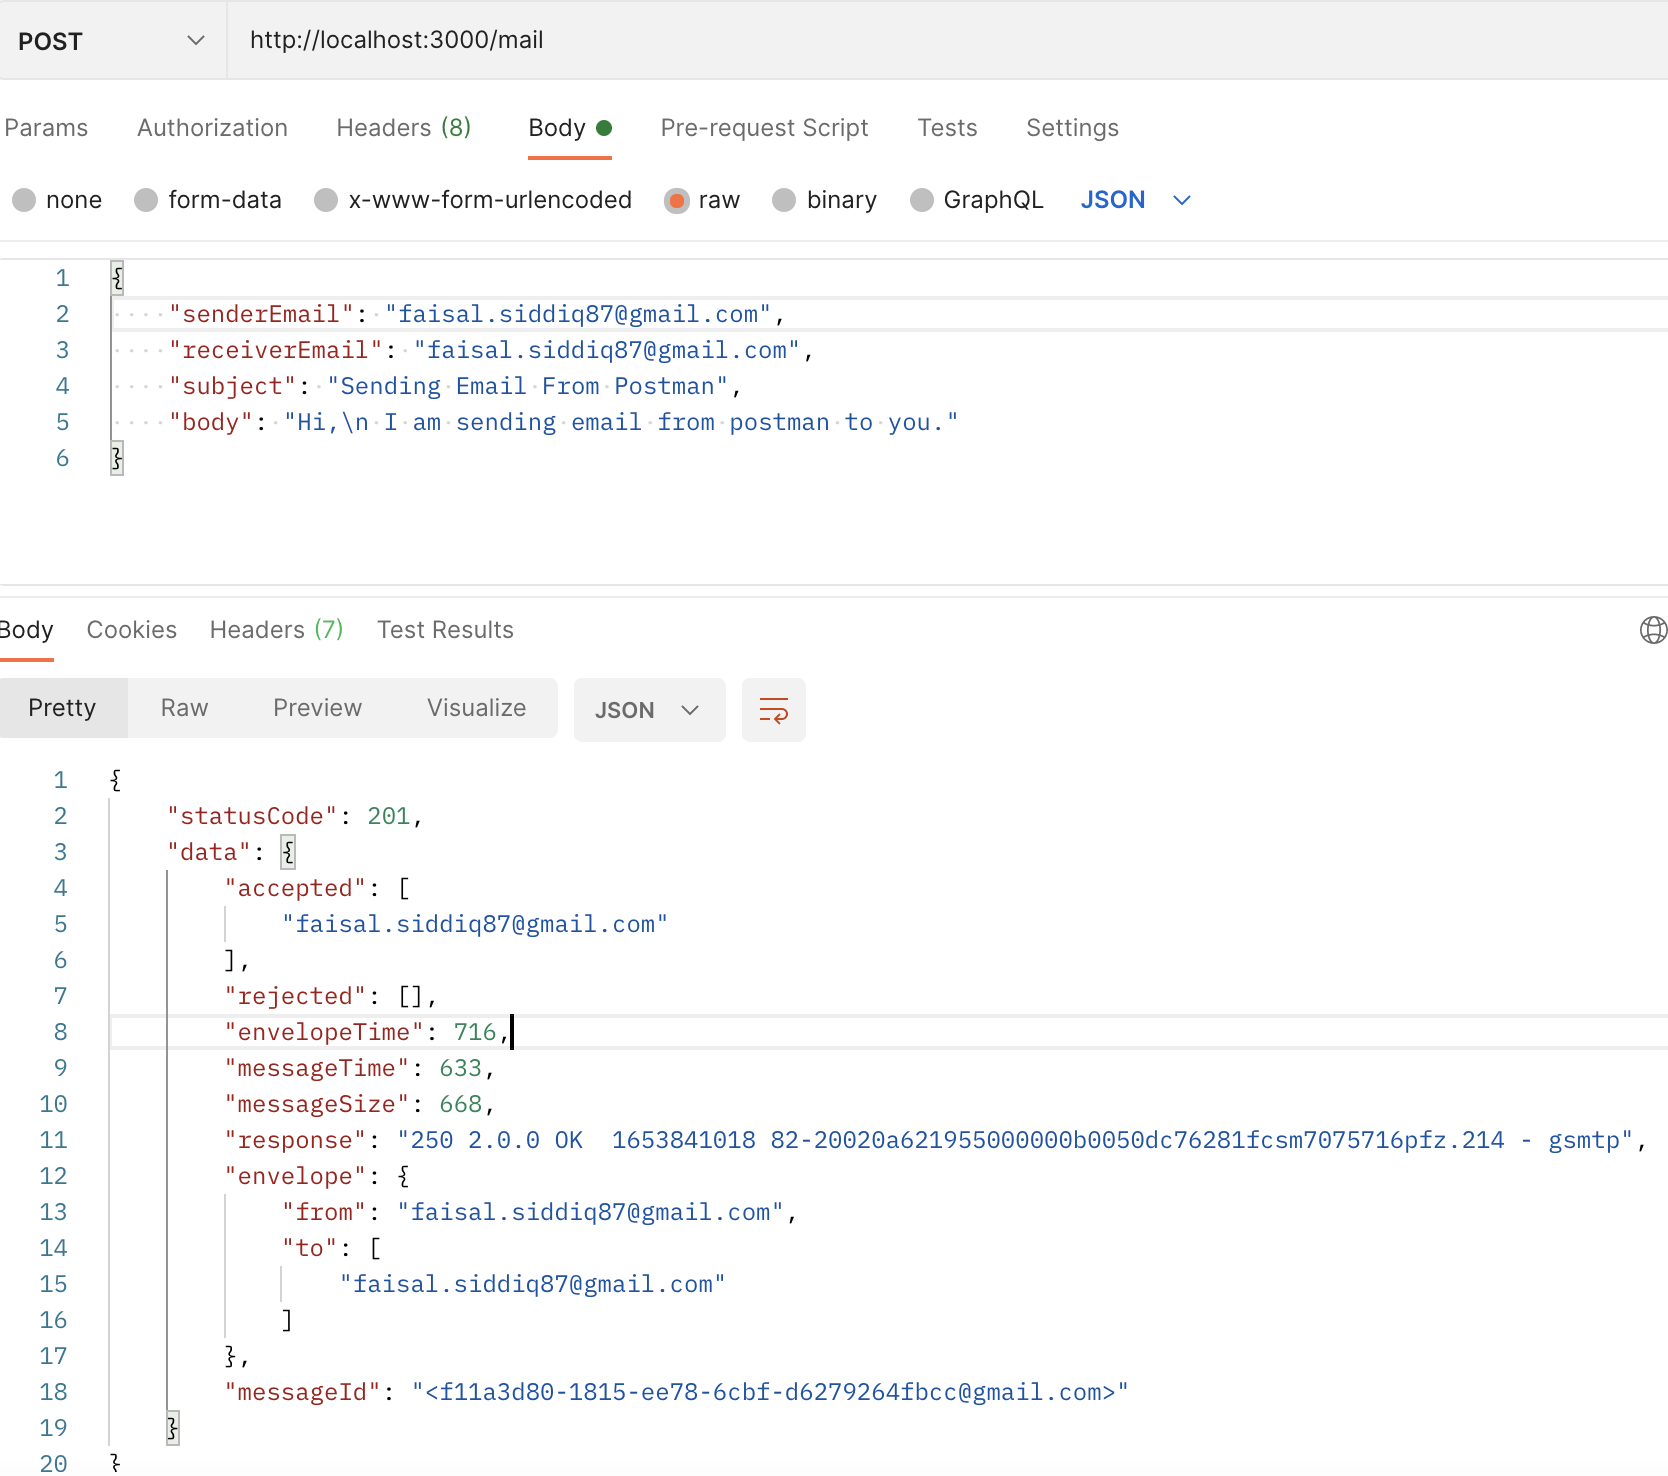 POST http://localhost:3000/mail
Params Authorization Headers (8) Body Pre-request Script Tests Settings
none form-data x-www-form-urlencoded raw binary GraphQL JSON
1 {
2 "senderEmail": "faisal.siddiq87@gmail.com",
3 "receiverEmail": "faisal.siddiq87@gmail.com",
4 "subject": "Sending Email From Postman",
5 "body": "Hi,\n I am sending email from postman to you."
6 }
Body Cookies Headers (7) Test Results
Pretty Raw Preview Visualize JSON
1 {
2 "statusCode": 201,
3 "data": {
4 "accepted": [
5 "faisal.siddiq87@gmail.com"
6 ],
7 "rejected": [],
8 "envelopeTime": 716,
9 "messageTime": 633,
10 "messageSize": 668,
11 "response": "250 2.0.0 OK  1653841018 82-20020a621955000000b0050dc76281fcsm7075716pfz.214 - gsmtp",
12 "envelope": {
13 "from": "faisal.siddiq87@gmail.com",
14 "to": [
15 "faisal.siddiq87@gmail.com"
16 ]
17 },
18 "messageId": "<f11a3d80-1815-ee78-6cbf-d6279264fbcc@gmail.com>"
19 }
20 }